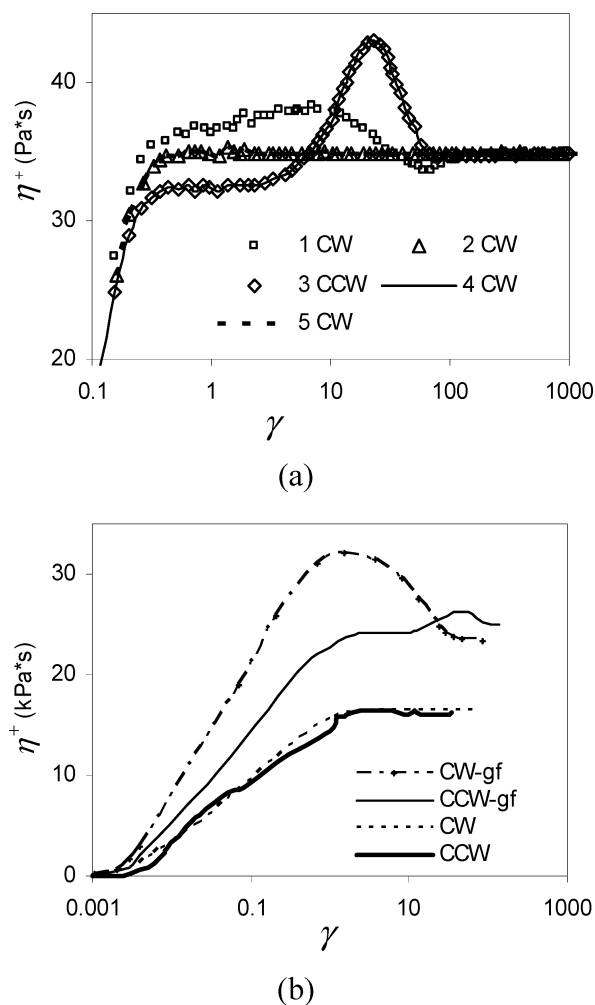 40
30
20
η⁺ (Pa*s)
1 CW 2 CW
3 CCW 4 CW
5 CW
0.1 1 10 100 1000
γ
(a)
30
20
10
0
η⁺ (kPa*s)
CW-gf
CCW-gf
CW
CCW
0.001 0.1 10 1000
γ
(b)